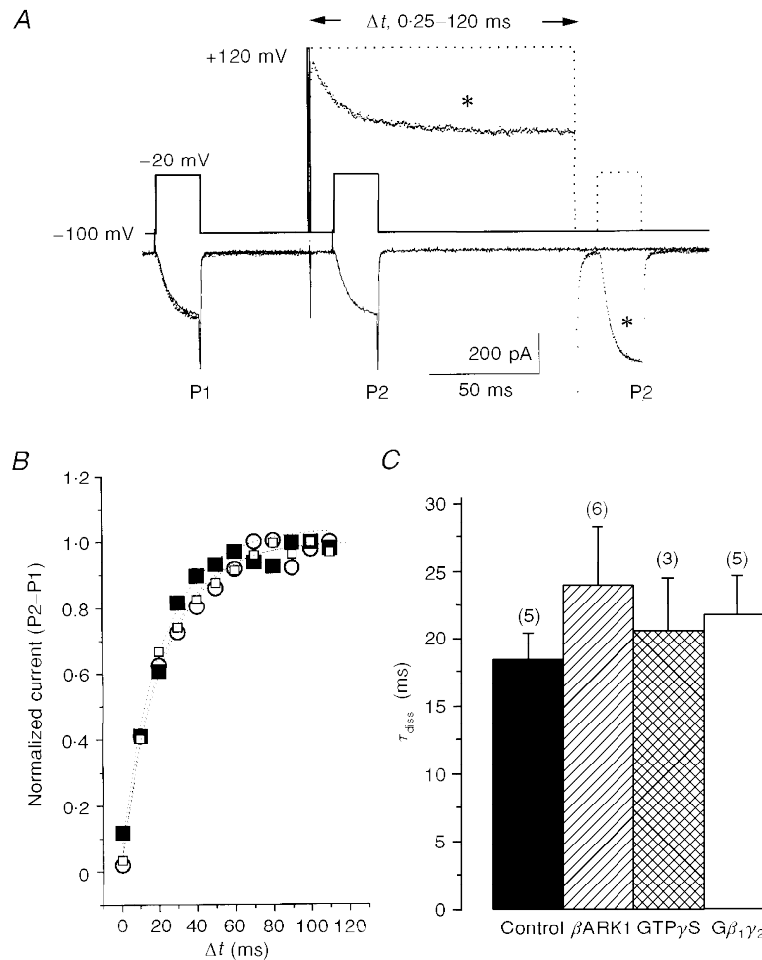 A
Δt, 0·25–120 ms
+120 mV
*
−20 mV
−100 mV
*
200 pA
50 ms
P1
P2
P2
B
Normalized current (P2–P1)
1·2
1·0
0·8
0·6
0·4
0·2
0
0 20 40 60 80 100 120
Δt (ms)
C
τdiss (ms)
30
25
20
15
10
5
0
(5)
(6)
(3)
(5)
Control βARK1 GTPγS Gβ1γ2